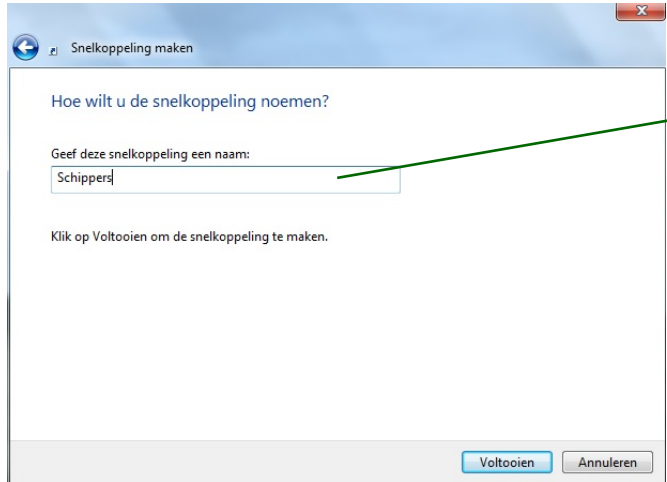 Snelkoppeling maken
Hoe wilt u de snelkoppeling noemen?
Geef deze snelkoppeling een naam:
Schippers
Klik op Voltooien om de snelkoppeling te maken.
Voltooien Annuleren